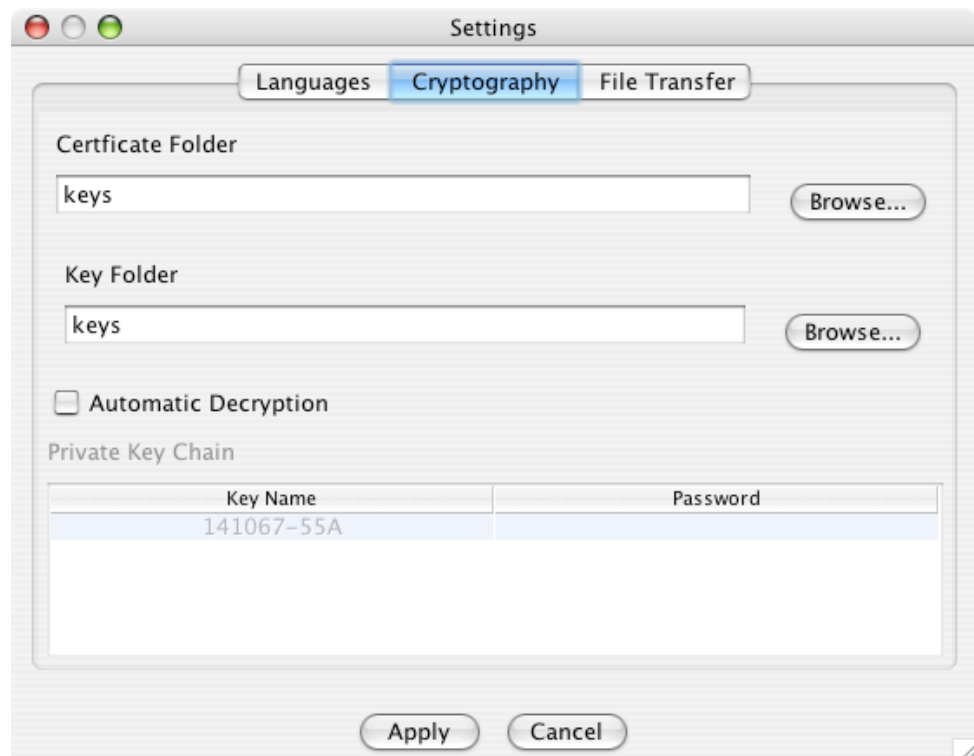 Settings
Languages Cryptography File Transfer
Certficate Folder
keys Browse...
Key Folder
keys Browse...
Automatic Decryption
Private Key Chain
Key Name Password
141067-55A
Apply Cancel